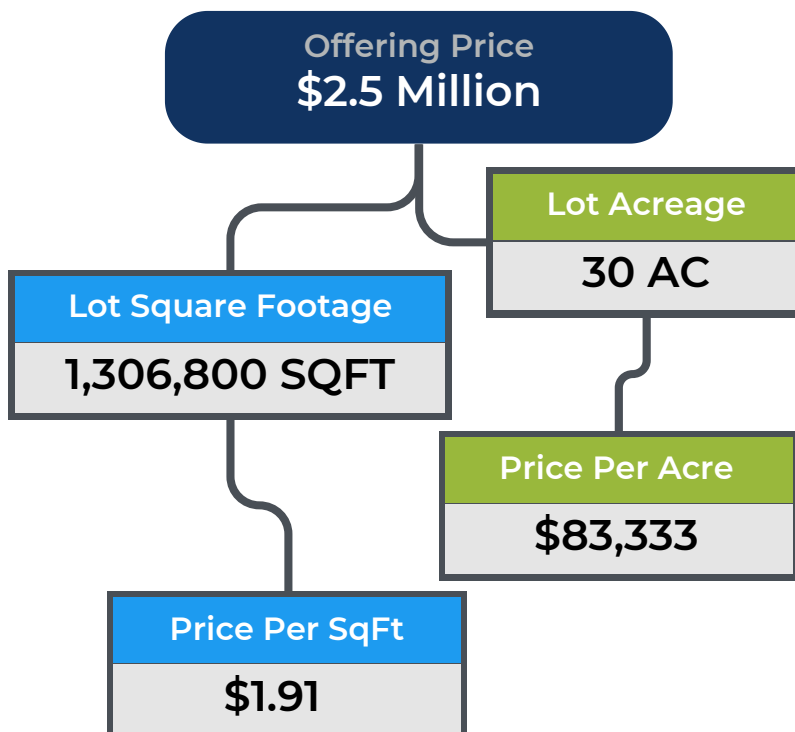 Offering Price
$2.5 Million
Lot Acreage
30 AC
Lot Square Footage
1,306,800 SQFT
Price Per Acre
$83,333
Price Per SqFt
$1.91